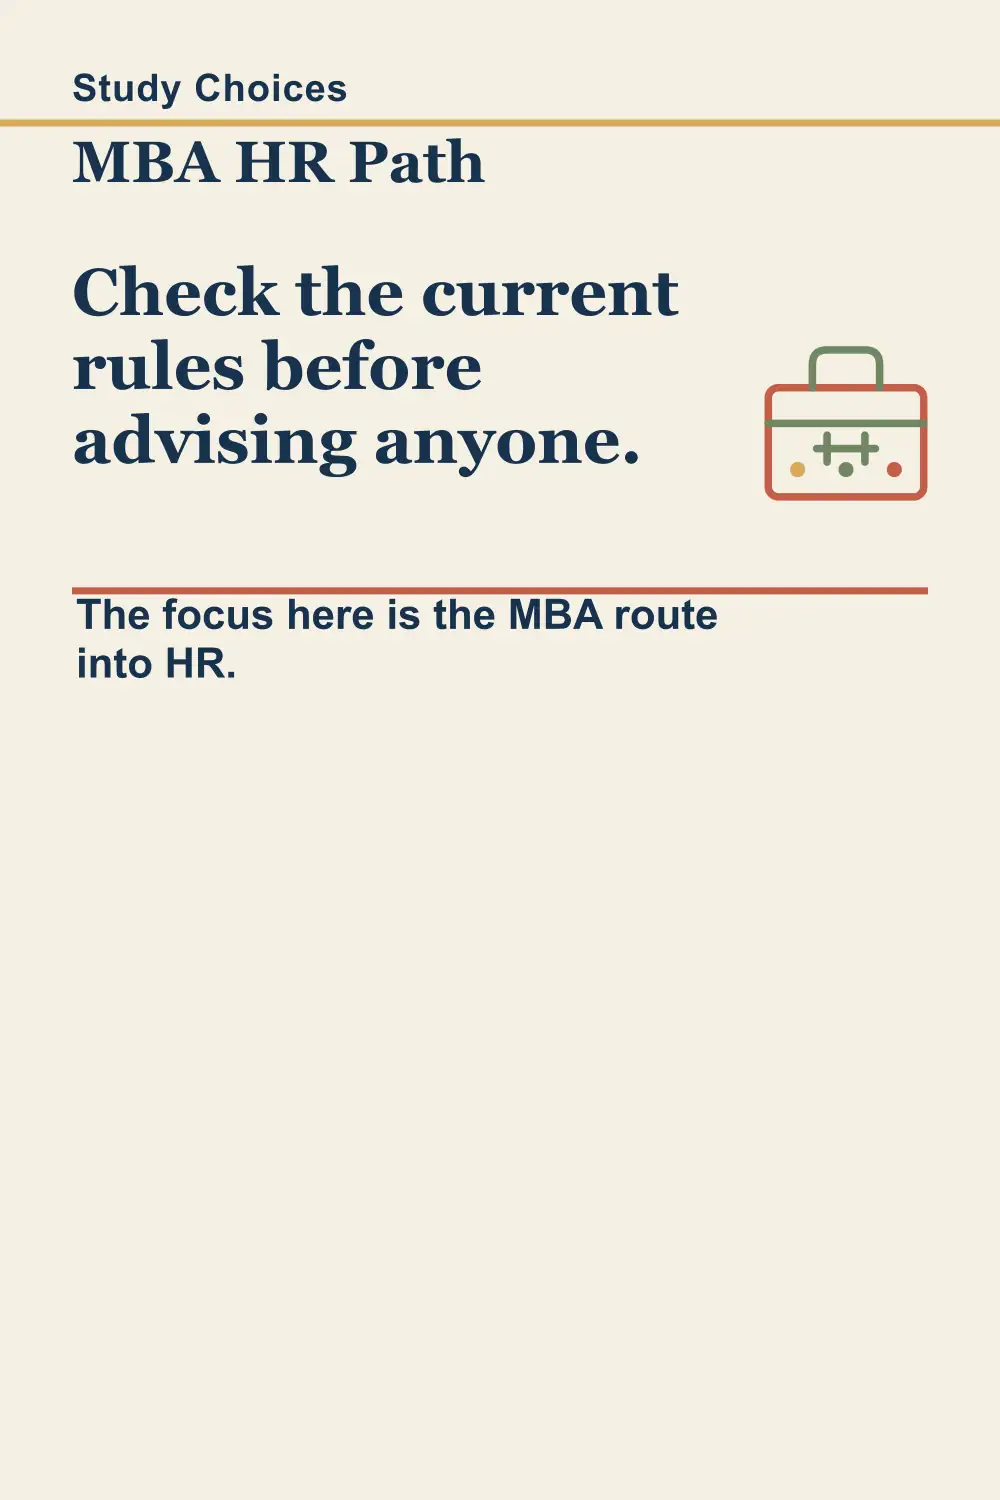 Study Choices
MBA HR Path
Check the current
rules before
advising anyone.
The focus here is the MBA route
into HR.